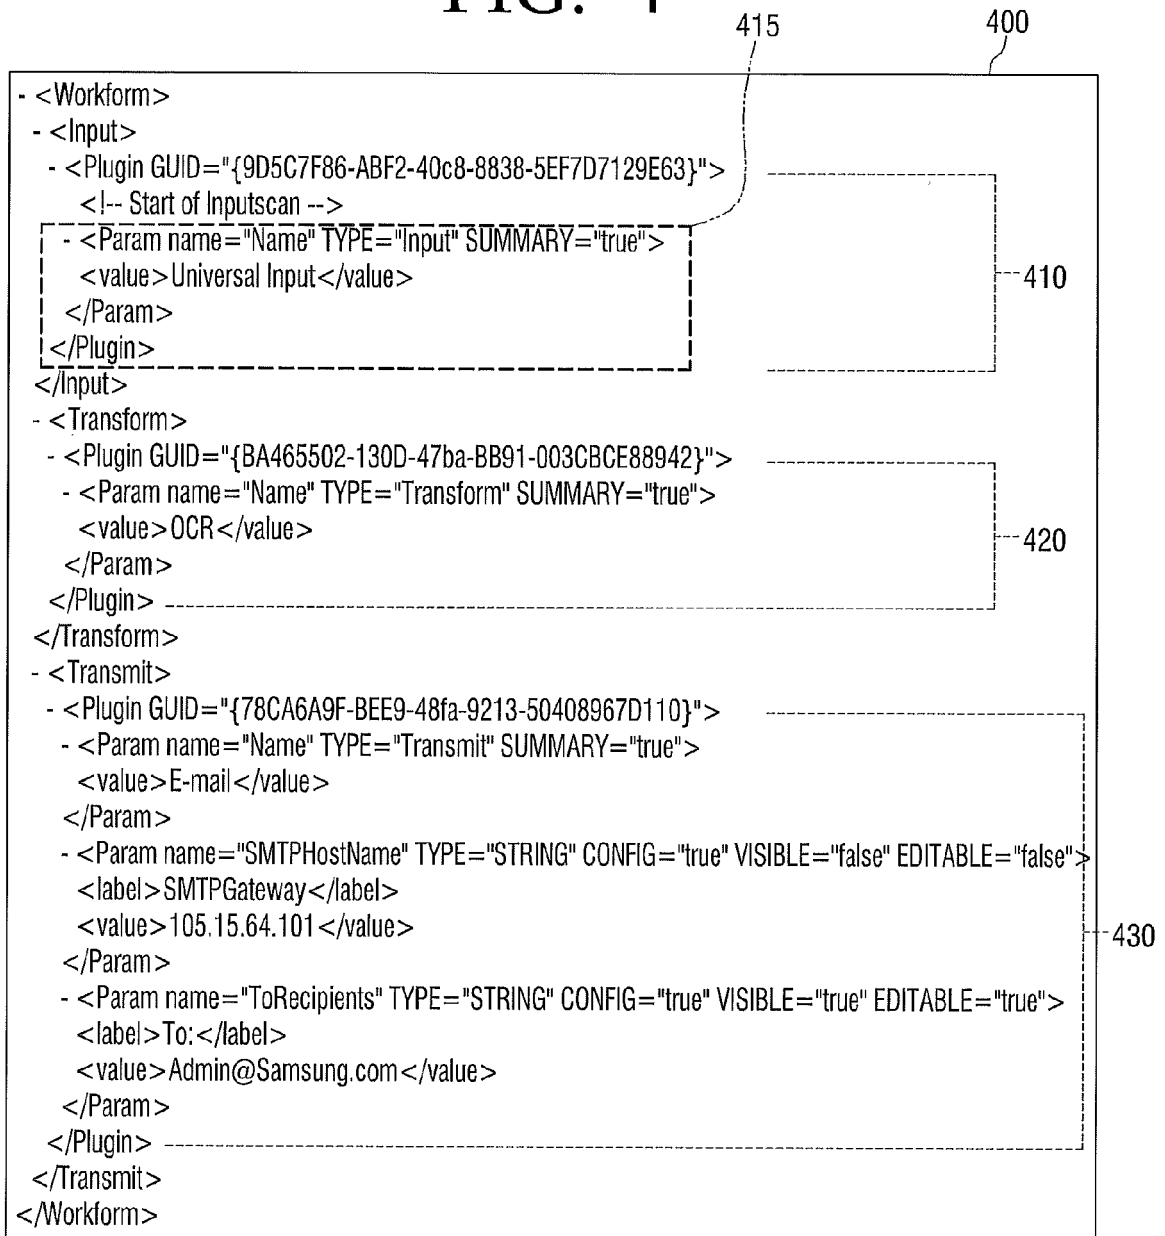 FIG. 4
415
400
- <Workform>
- <Input>
- <Plugin GUID="{9D5C7F86-ABF2-40c8-8838-5EF7D7129E63}">
<!-- Start of Inputscan -->
- <Param name="Name" TYPE="Input" SUMMARY="true">
<value>Universal Input</value>
410
</Param>
</Plugin>
</Input>
- <Transform>
- <Plugin GUID="{BA465502-130D-47ba-BB91-003CBCE88942}">
- <Param name="Name" TYPE="Transform" SUMMARY="true">
<value>OCR</value>
420
</Param>
</Plugin>
</Transform>
- <Transmit>
- <Plugin GUID="{78CA6A9F-BEE9-48fa-9213-50408967D110}">
- <Param name="Name" TYPE="Transmit" SUMMARY="true">
<value>E-mail</value>
</Param>
- <Param name="SMTPHostName" TYPE="STRING" CONFIG="true" VISIBLE="false" EDITABLE="false">
<label>SMTPGateway</label>
<value>105.15.64.101</value>
430
</Param>
- <Param name="ToRecipients" TYPE="STRING" CONFIG="true" VISIBLE="true" EDITABLE="true">
<label>To:</label>
<value>Admin@Samsung.com</value>
</Param>
</Plugin>
</Transmit>
</Workform>